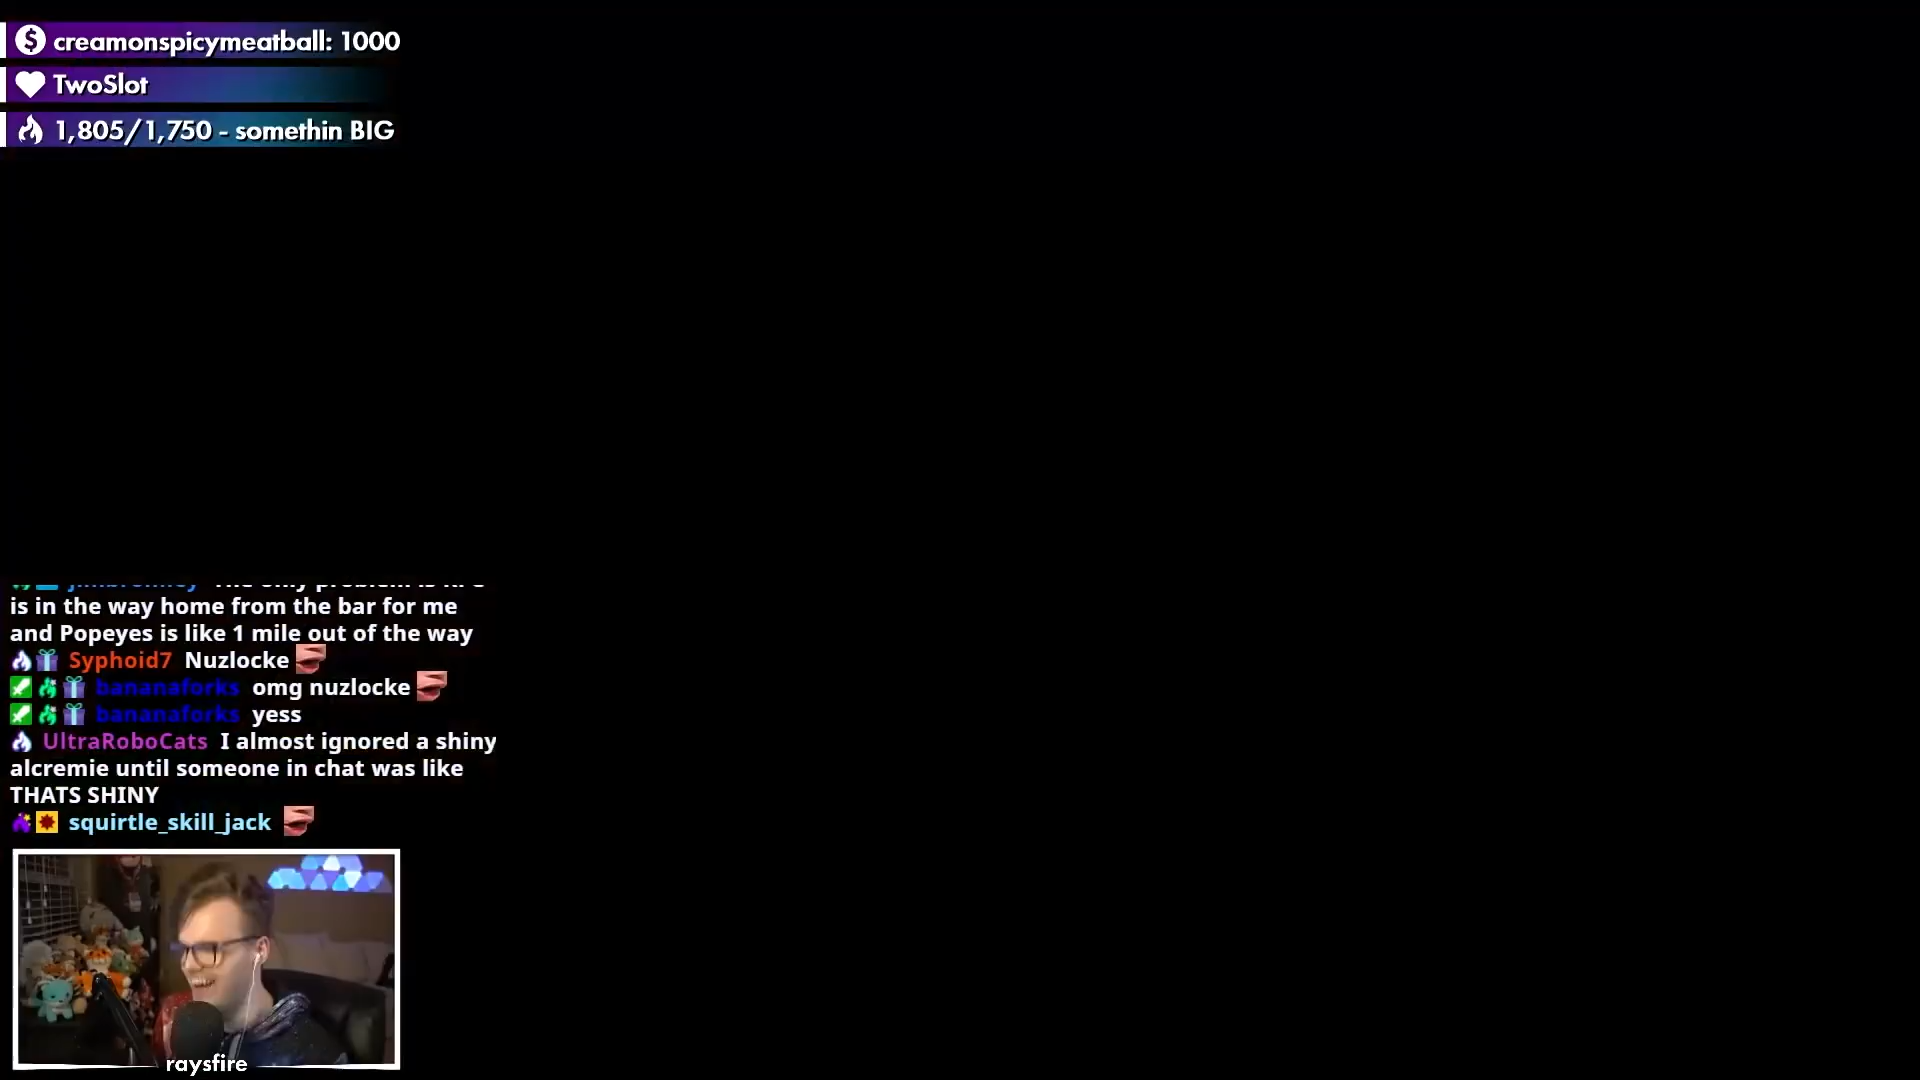 creamonspicymeatball: 1000
TwoSlot
1,805/1,750 - somethin BIG
is in the way home from the bar for me
and Popeyes is like 1 mile out of the way
Syphoid7 Nuzlocke
bananaforks omg nuzlocke
bananaforks yess
UltraRoboCats I almost ignored a shiny
alcremie until someone in chat was like
THATS SHINY
squirtle_skill_jack
raysfire